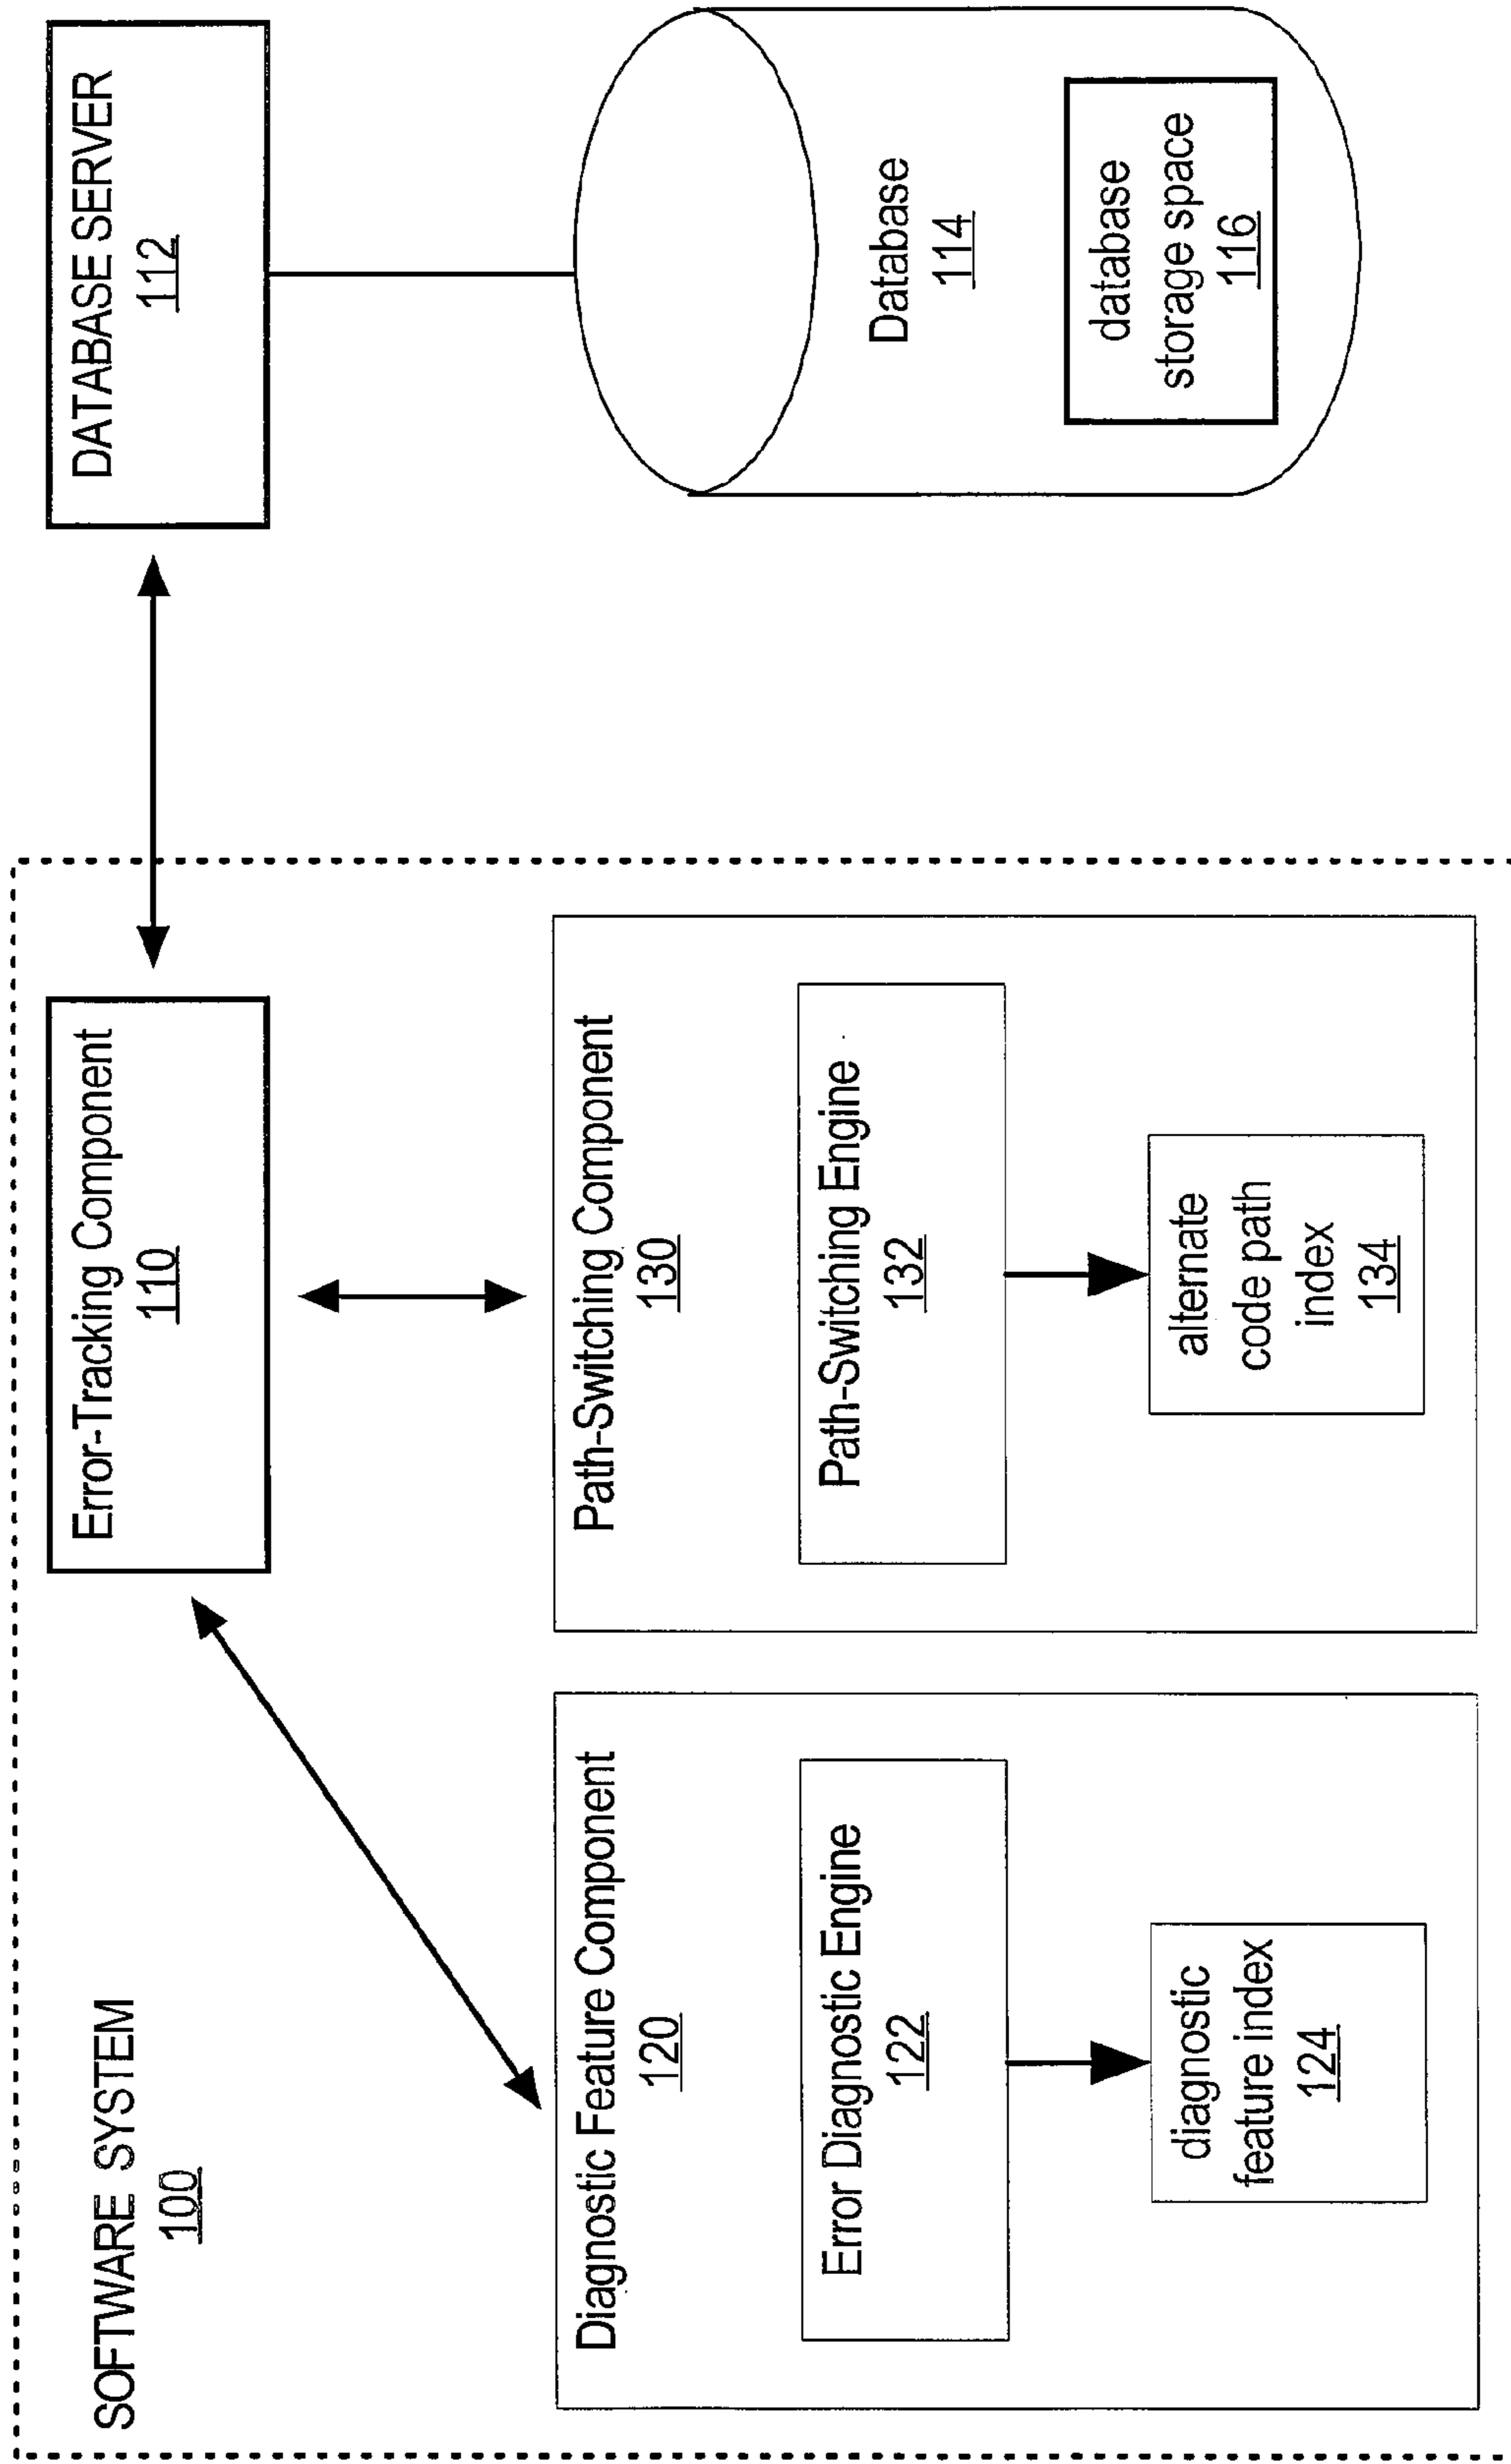 SOFTWARE SYSTEM
100
Error-Tracking Component
110
DATABASE SERVER
112
Diagnostic Feature Component
120
Error Diagnostic Engine
122
diagnostic
feature index
124
Path-Switching Component
130
Path-Switching Engine
132
alternate
code path
index
134
Database
114
database
storage space
116